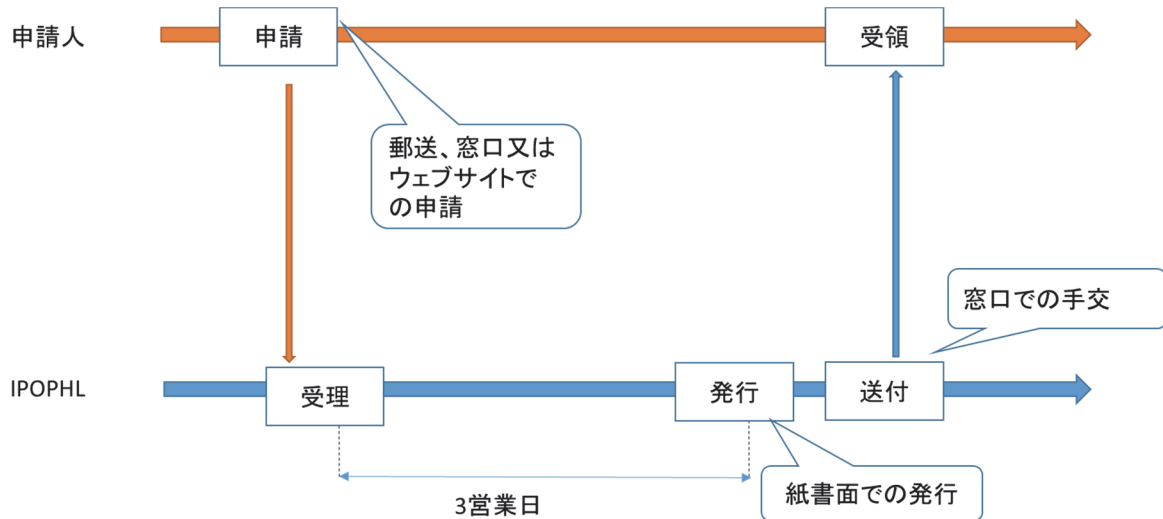 申請人
申請
受領
郵送、窓口又は
ウェブサイトで
の申請
窓口での手交
IPOPHL
受理
発行
送付
3営業日
紙書面での発行